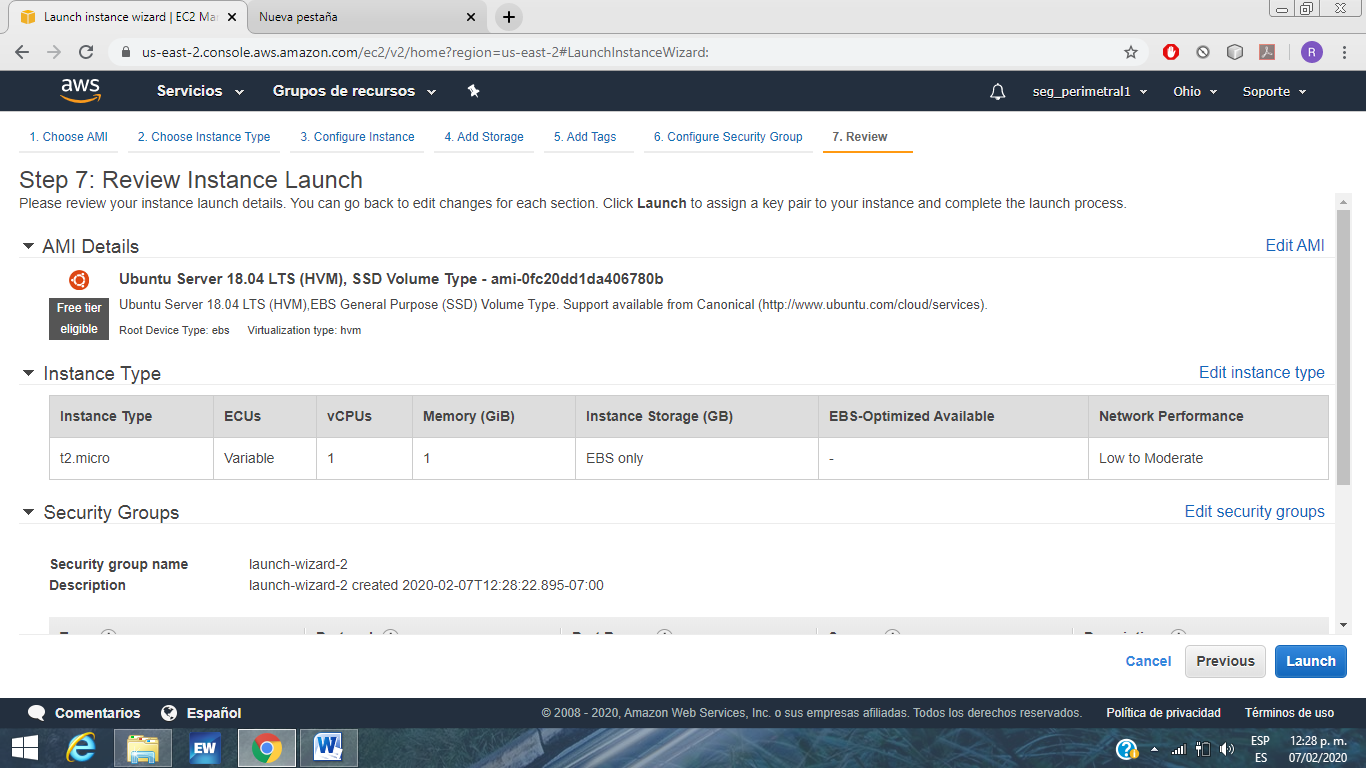 Launch instance wizard | EC2 Mar
Nueva pestaña
us-east-2.console.aws.amazon.com/ec2/v2/home?region=us-east-2#LaunchInstanceWizard:
R
aws
Servicios
Grupos de recursos
seg_perimetral1
Ohio
Soporte
1. Choose AMI
2. Choose Instance Type
3. Configure Instance
4. Add Storage
5. Add Tags
6. Configure Security Group
7. Review
Step 7: Review Instance Launch
Please review your instance launch details. You can go back to edit changes for each section. Click Launch to assign a key pair to your instance and complete the launch process.
AMI Details
Edit AMI
Ubuntu Server 18.04 LTS (HVM), SSD Volume Type - ami-0fc20dd1da406780b
Free tier
eligible
Ubuntu Server 18.04 LTS (HVM),EBS General Purpose (SSD) Volume Type. Support available from Canonical (http://www.ubuntu.com/cloud/services).
Root Device Type: ebs Virtualization type: hvm
Instance Type
Edit instance type
Instance Type ECUs vCPUs Memory (GiB) Instance Storage (GB) EBS-Optimized Available Network Performance
t2.micro Variable 1 1 EBS only - Low to Moderate
Security Groups
Edit security groups
Security group name launch-wizard-2
Description launch-wizard-2 created 2020-02-07T12:28:22.895-07:00
Cancel
Previous
Launch
Comentarios
Español
© 2008 - 2020, Amazon Web Services, Inc. o sus empresas afiliadas. Todos los derechos reservados.
Política de privacidad
Términos de uso
EW
ESP
ES
12:28 p. m.
07/02/2020